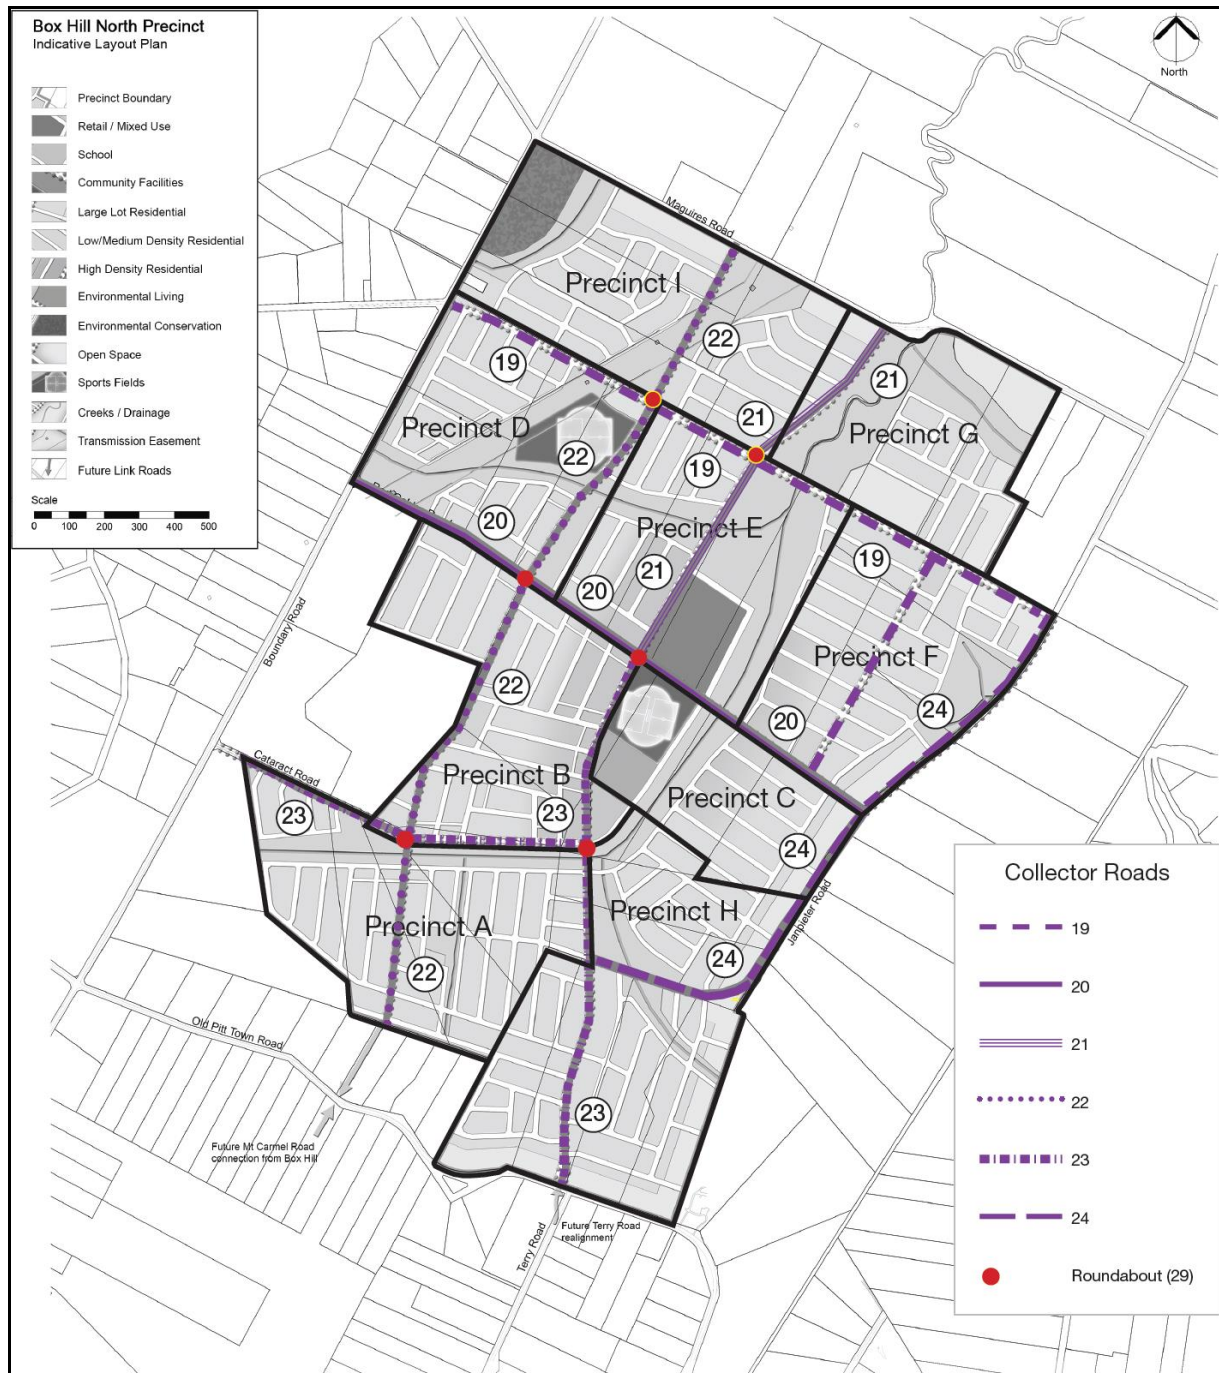 Box Hill North Precinct
Indicative Layout Plan
Precinct Boundary
Retail / Mixed Use
School
Community Facilities
Large Lot Residential
Low/Medium Density Residential
High Density Residential
Environmental Living
Environmental Conservation
Open Space
Sports Fields
Creeks / Drainage
Transmission Easement
Future Link Roads
Scale
0 100 200 300 400 500
North
Maguires Road
Precinct I
22
21
19
21
Precinct D
Precinct G
22
19
20
Precinct E
19
21
20
Boundary Road
Precinct F
22
24
20
Cataract Road
Precinct B
Precinct C
23
23
24
Precinct H
Janpieter Road
Precinct A
24
22
Old Pitt Town Road
23
Future Mt Carmel Road
connection from Box Hill
Future Terry Road
realignment
Terry Road
Collector Roads
19
20
21
22
23
24
Roundabout (29)